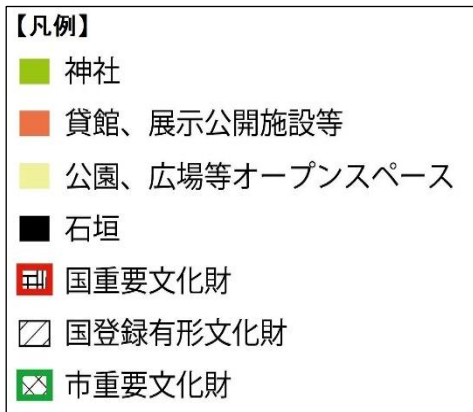 【凡例】
神社
貸館、展示公開施設等
公園、広場等オープンスペース
石垣
国重要文化財
国登録有形文化財
市重要文化財